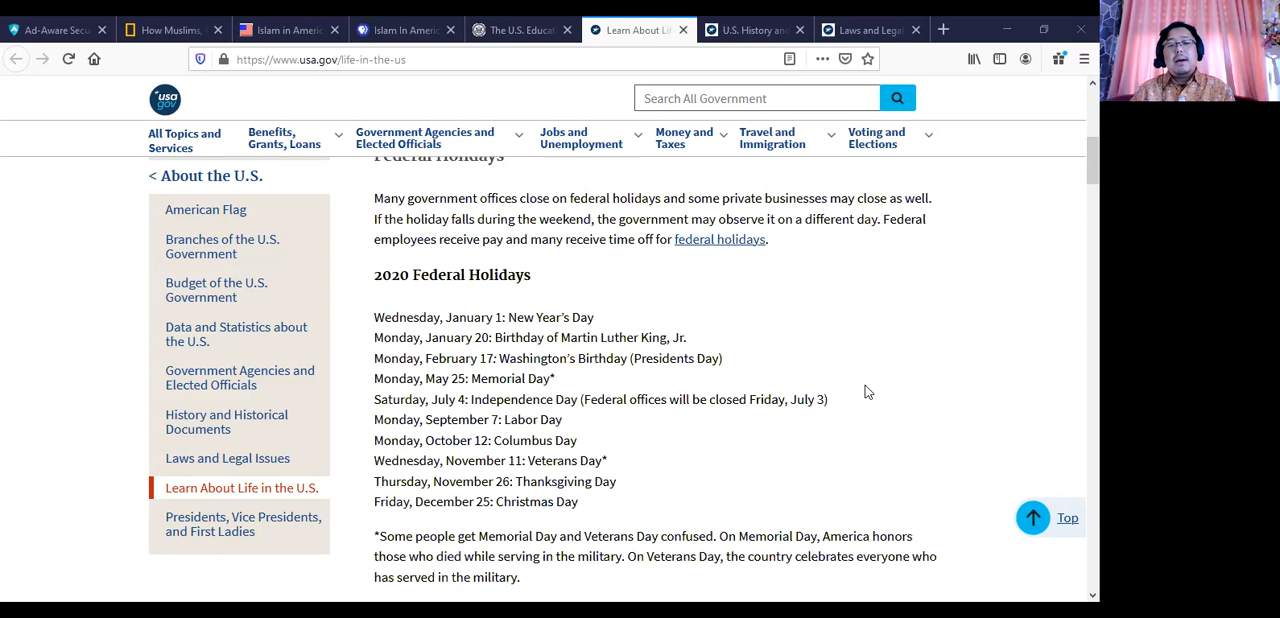 Ad-Aware Secu
How Muslims,
Islam in Americ
Islam In Americ
The U.S. Educat
Learn About Lif
U.S. History and
Laws and Legal
https://www.usa.gov/life-in-the-us
usa
gov
Search All Government
All Topics and
Services
Benefits,
Grants, Loans
Government Agencies and
Elected Officials
Jobs and
Unemployment
Money and
Taxes
Travel and
Immigration
Voting and
Elections
< About the U.S.
American Flag
Branches of the U.S.
Government
Budget of the U.S.
Government
Data and Statistics about
the U.S.
Government Agencies and
Elected Officials
History and Historical
Documents
Laws and Legal Issues
Learn About Life in the U.S.
Presidents, Vice Presidents,
and First Ladies
Federal Holidays
Many government offices close on federal holidays and some private businesses may close as well.
If the holiday falls during the weekend, the government may observe it on a different day. Federal
employees receive pay and many receive time off for federal holidays.
2020 Federal Holidays
Wednesday, January 1: New Year’s Day
Monday, January 20: Birthday of Martin Luther King, Jr.
Monday, February 17: Washington’s Birthday (Presidents Day)
Monday, May 25: Memorial Day*
Saturday, July 4: Independence Day (Federal offices will be closed Friday, July 3)
Monday, September 7: Labor Day
Monday, October 12: Columbus Day
Wednesday, November 11: Veterans Day*
Thursday, November 26: Thanksgiving Day
Friday, December 25: Christmas Day
*Some people get Memorial Day and Veterans Day confused. On Memorial Day, America honors
those who died while serving in the military. On Veterans Day, the country celebrates everyone who
has served in the military.
Top